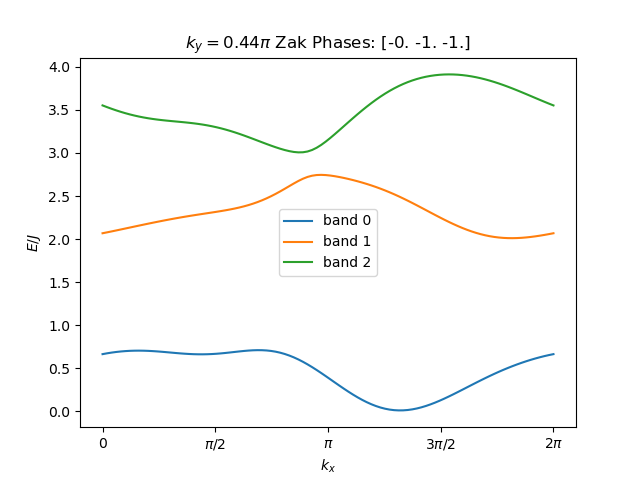 k_y = 0.44π Zak Phases: [-0. -1. -1.]
E/J
4.0
3.5
3.0
2.5
2.0
1.5
1.0
0.5
0.0
band 0
band 1
band 2
0 π/2 π 3π/2 2π
k_x